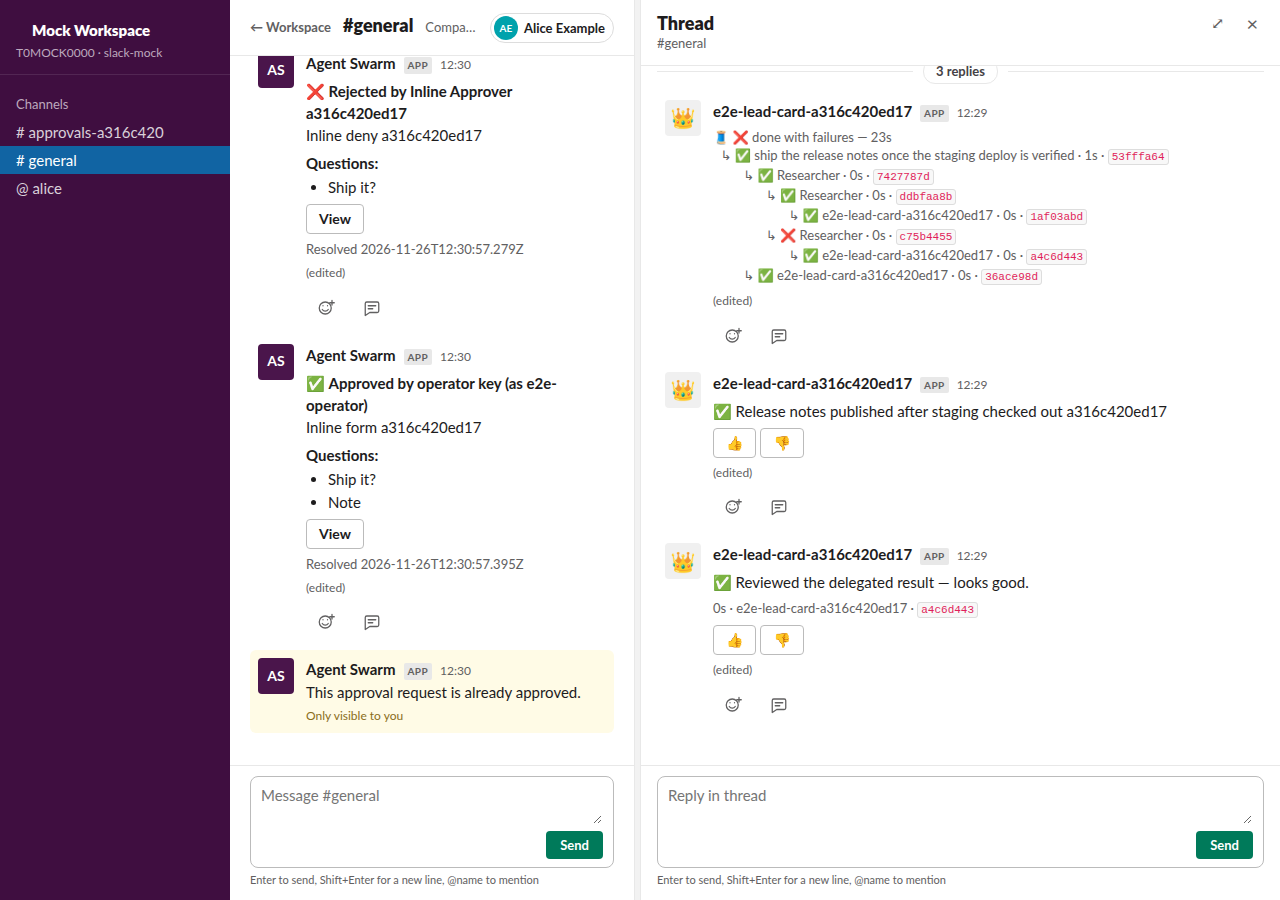 Mock Workspace
T0MOCK0000 · slack-mock
Channels
# approvals-a316c420
# general
@ alice
← Workspace #general Compa... AE Alice Example
AS Agent Swarm APP 12:30
❌ Rejected by Inline Approver
a316c420ed17
Inline deny a316c420ed17
Questions:
• Ship it?
View
Resolved 2026-11-26T12:30:57.279Z
(edited)
AS Agent Swarm APP 12:30
✅ Approved by operator key (as e2e-
operator)
Inline form a316c420ed17
Questions:
• Ship it?
• Note
View
Resolved 2026-11-26T12:30:57.395Z
(edited)
AS Agent Swarm APP 12:30
This approval request is already approved.
Only visible to you
Message #general
Send
Enter to send, Shift+Enter for a new line, @name to mention
Thread
#general
3 replies
e2e-lead-card-a316c420ed17 APP 12:29
🧵 ❌ done with failures — 23s
↳ ✅ ship the release notes once the staging deploy is verified · 1s · 53fffa64
↳ ✅ Researcher · 0s · 7427787d
↳ ✅ Researcher · 0s · ddbfaa8b
↳ ✅ e2e-lead-card-a316c420ed17 · 0s · 1af03abd
↳ ❌ Researcher · 0s · c75b4455
↳ ✅ e2e-lead-card-a316c420ed17 · 0s · a4c6d443
↳ ✅ e2e-lead-card-a316c420ed17 · 0s · 36ace98d
(edited)
e2e-lead-card-a316c420ed17 APP 12:29
✅ Release notes published after staging checked out a316c420ed17
(edited)
e2e-lead-card-a316c420ed17 APP 12:29
✅ Reviewed the delegated result — looks good.
0s · e2e-lead-card-a316c420ed17 · a4c6d443
(edited)
Reply in thread
Send
Enter to send, Shift+Enter for a new line, @name to mention